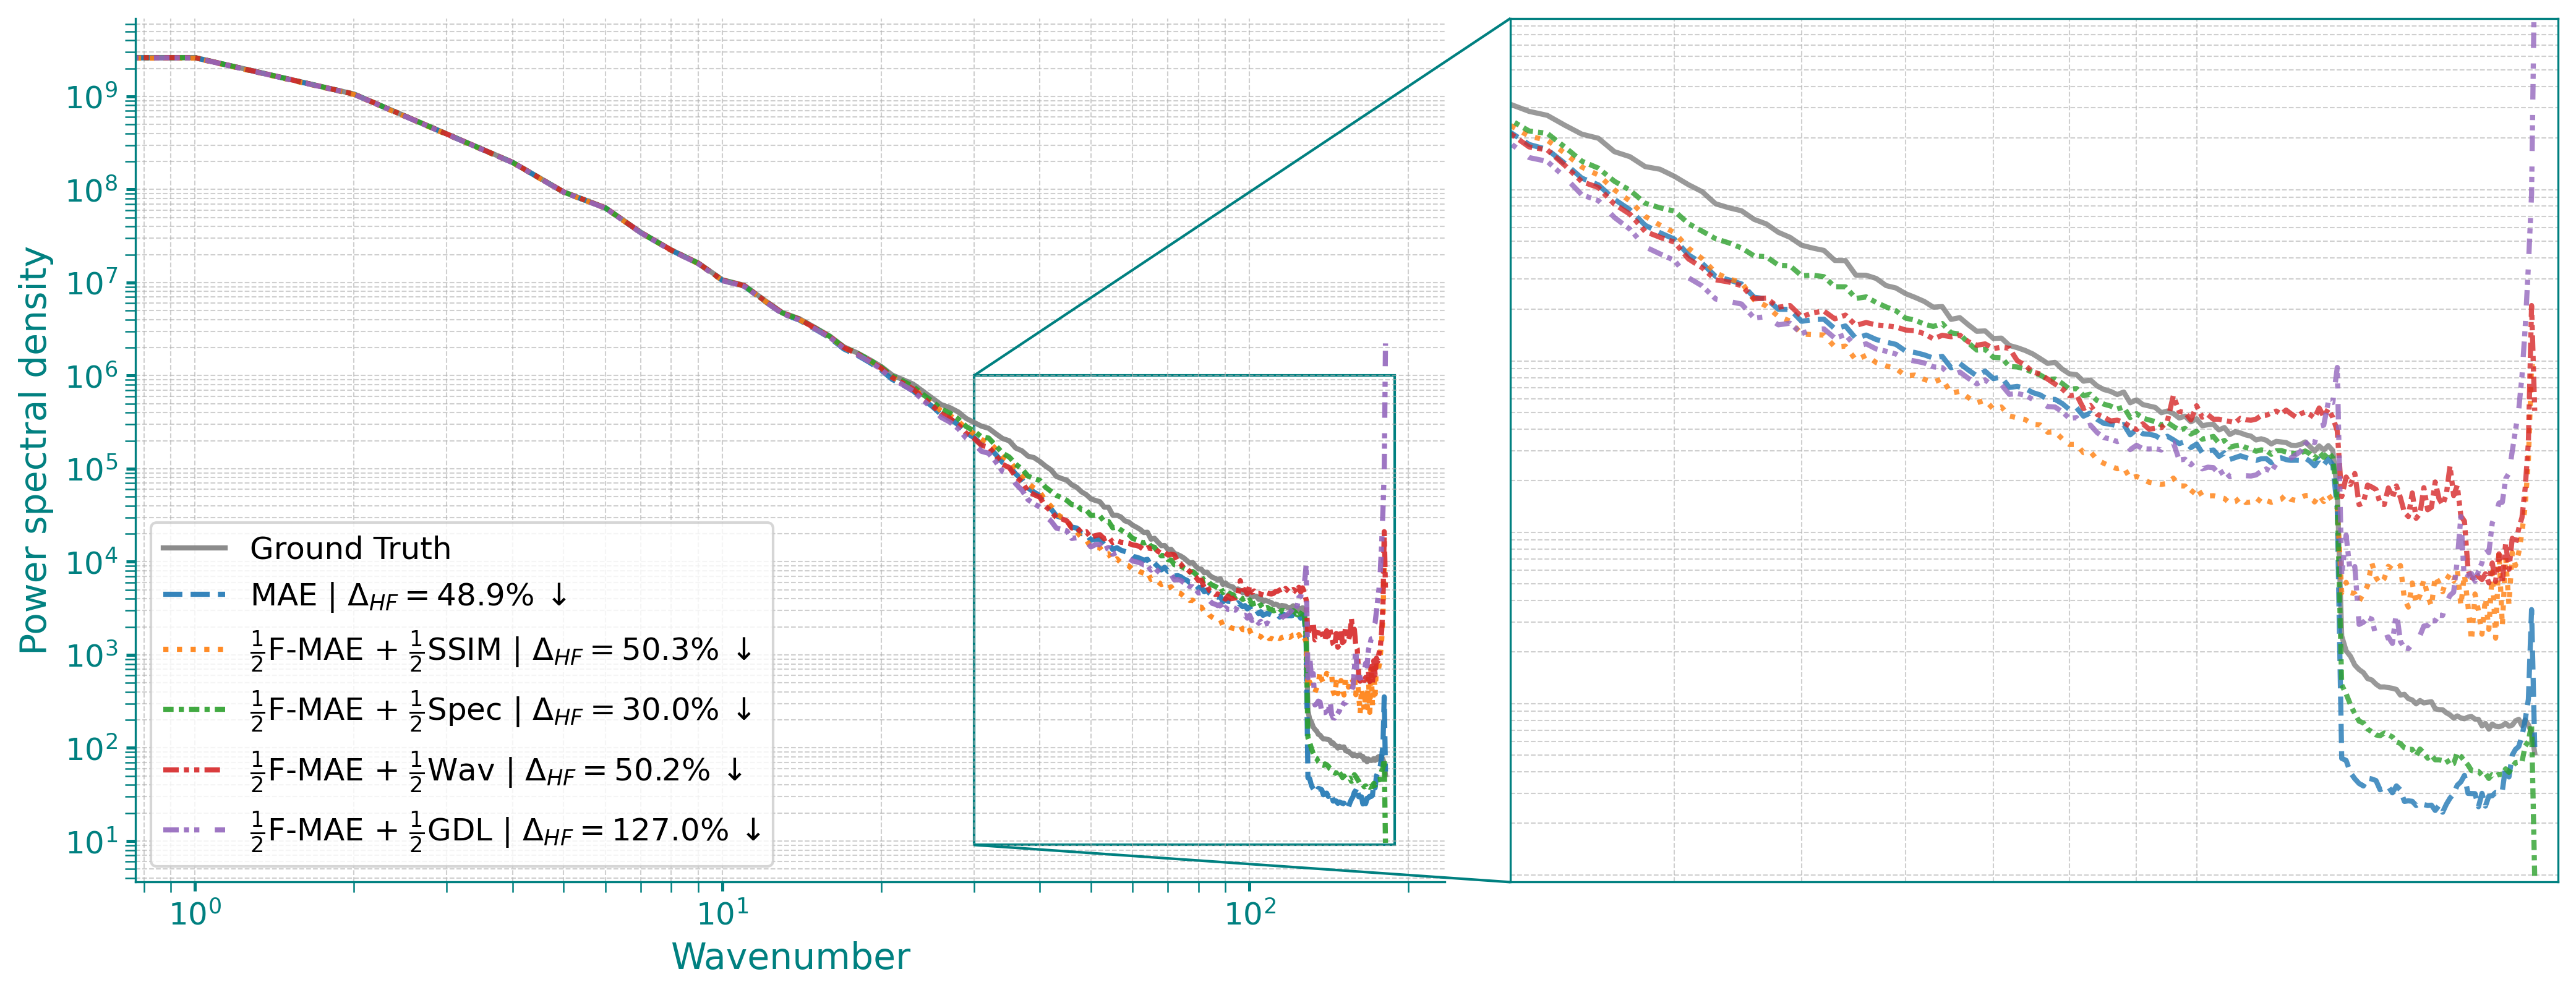 Power spectral density
10⁹
10⁸
10⁷
10⁶
10⁵
10⁴
10³
10²
10¹
Ground Truth
MAE | Δ_HF = 48.9% ↓
½F-MAE + ½SSIM | Δ_HF = 50.3% ↓
½F-MAE + ½Spec | Δ_HF = 30.0% ↓
½F-MAE + ½Wav | Δ_HF = 50.2% ↓
½F-MAE + ½GDL | Δ_HF = 127.0% ↓
10⁰ 10¹ 10²
Wavenumber